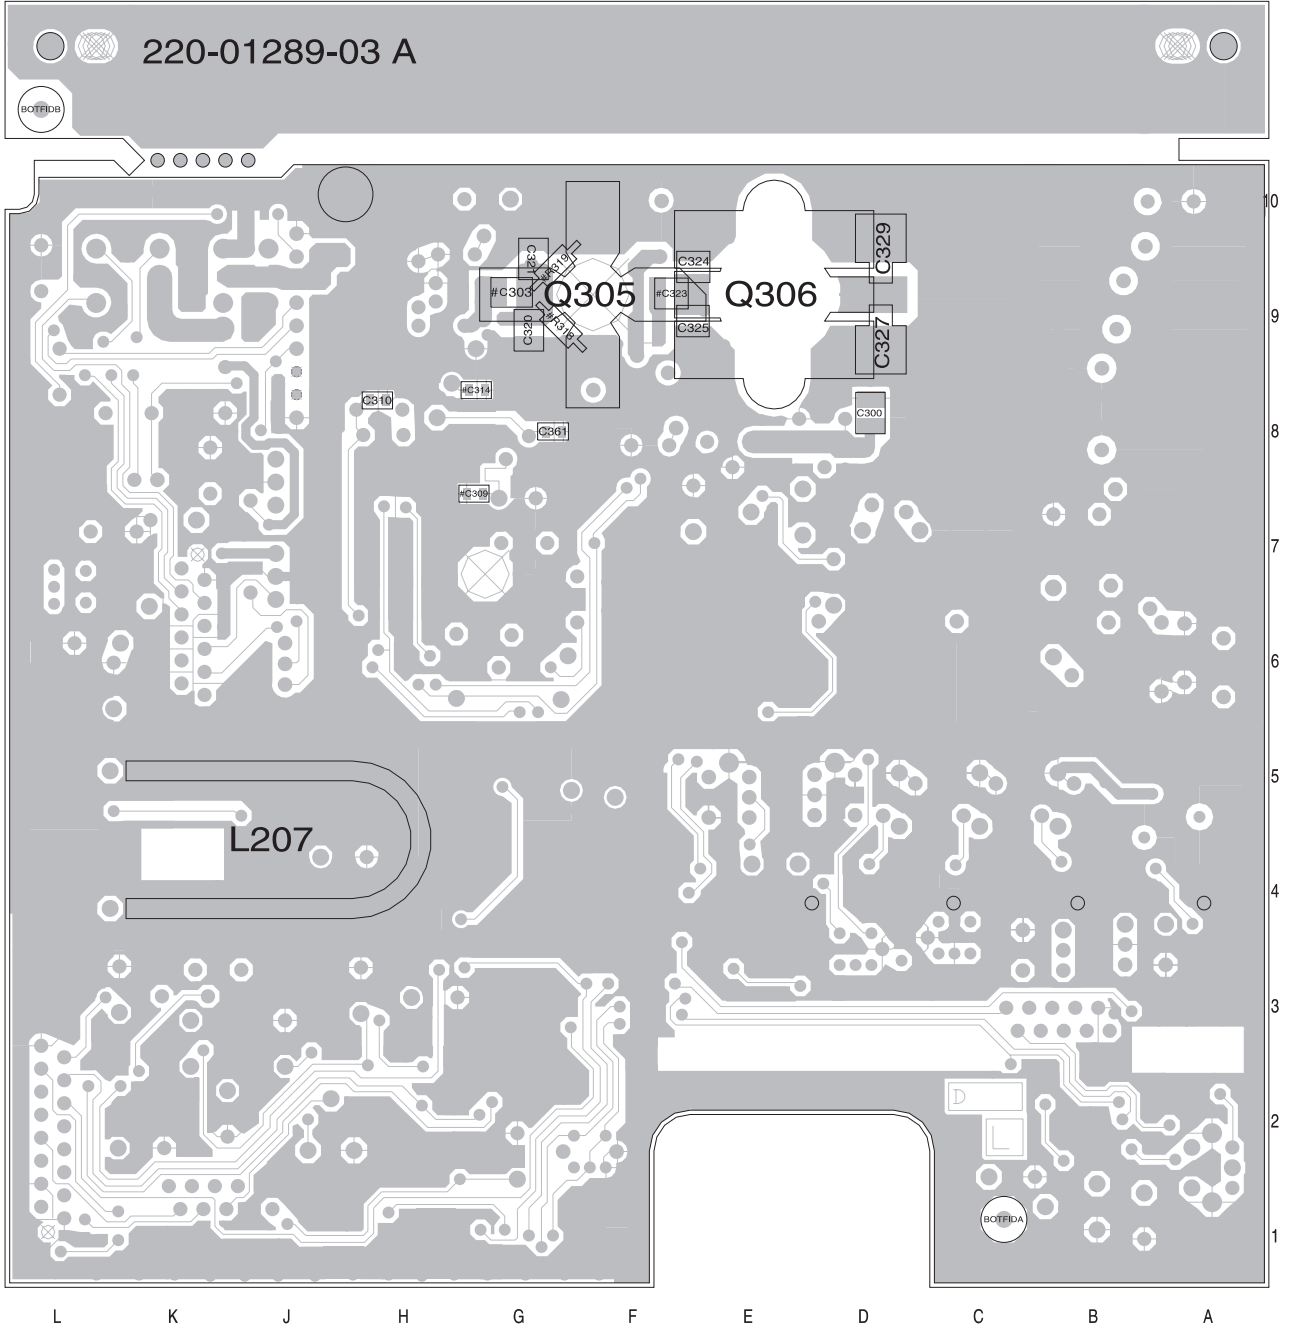 220-01289-03 A
BOTFIDB
10
C329
C321
#R319
C324
#C303
Q305
#C323
Q306
9
C320
#R318
C325
C327
#C314
C310
C300
8
C361
#C309
7
6
5
L207
4
3
D
2
L
BOTFIDA
1
L K J H G F E D C B A